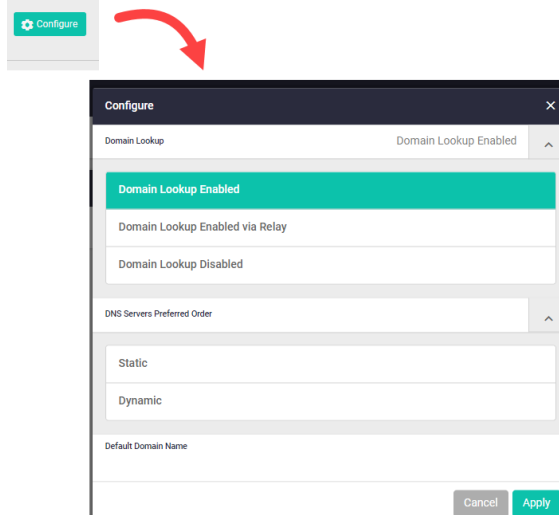 Configure
Configure
Domain Lookup Domain Lookup Enabled
Domain Lookup Enabled
Domain Lookup Enabled via Relay
Domain Lookup Disabled
DNS Servers Preferred Order
Static
Dynamic
Default Domain Name
Cancel Apply